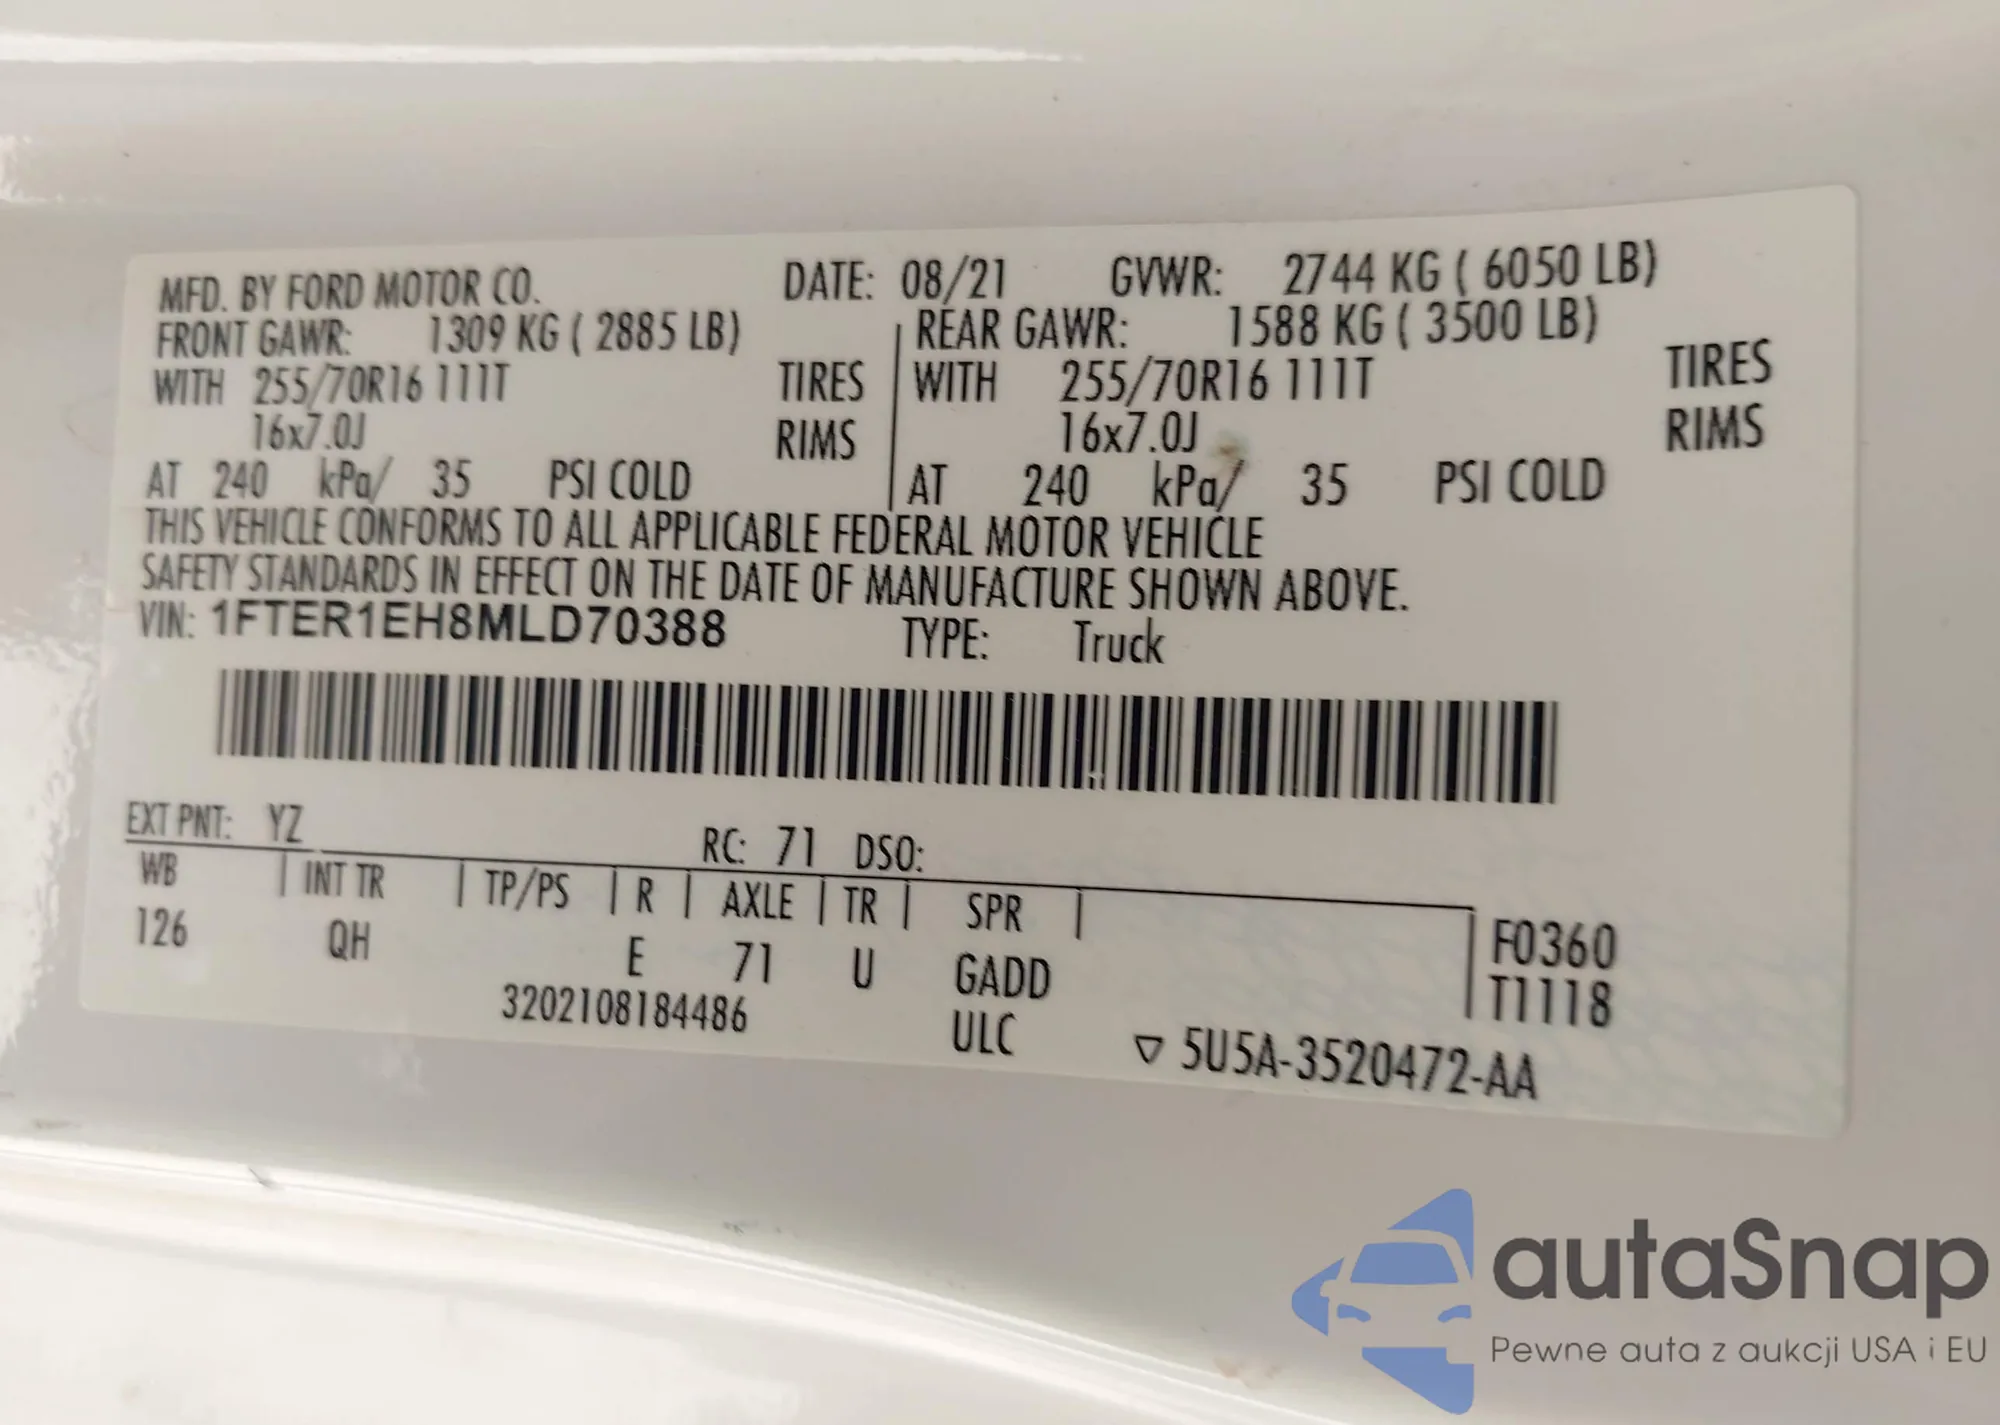 MFD. BY FORD MOTOR CO. DATE: 08/21 GVWR: 2744 KG ( 6050 LB)
FRONT GAWR: 1309 KG ( 2885 LB) REAR GAWR: 1588 KG ( 3500 LB)
WITH 255/70R16 111T TIRES WITH 255/70R16 111T TIRES
16x7.0J RIMS 16x7.0J RIMS
AT 240 kPa/ 35 PSI COLD AT 240 kPa/ 35 PSI COLD
THIS VEHICLE CONFORMS TO ALL APPLICABLE FEDERAL MOTOR VEHICLE
SAFETY STANDARDS IN EFFECT ON THE DATE OF MANUFACTURE SHOWN ABOVE.
VIN: 1FTER1EH8MLD70388 TYPE: Truck
EXT PNT: YZ RC: 71 DSO:
WB | INT TR | TP/PS | R | AXLE | TR | SPR |
126 QH E 71 U GADD F0360
3202108184486 ULC T1118
▽ 5U5A-3520472-AA
autaSnap
Pewne auta z aukcji USA i EU